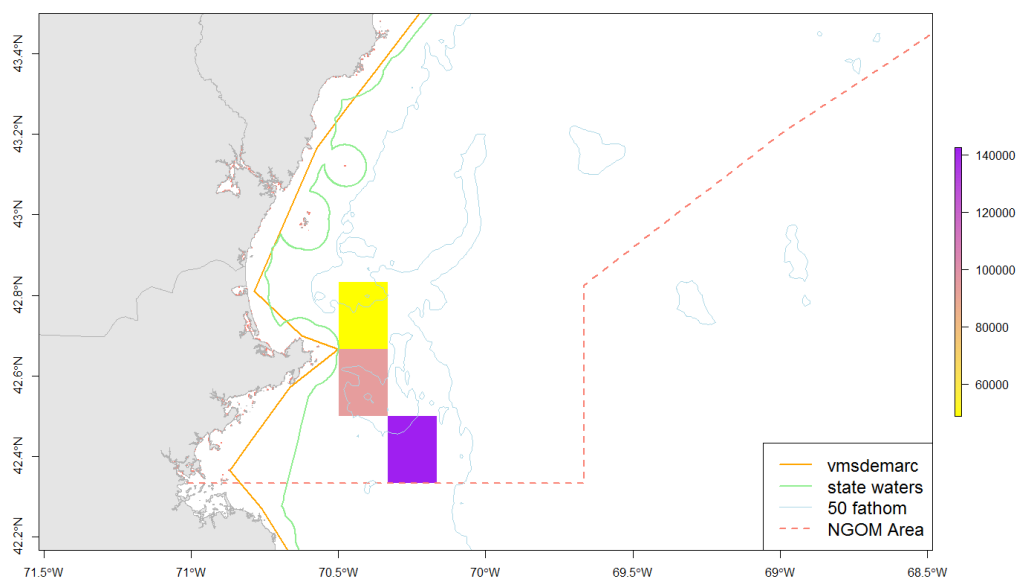 43.4°N
43.2°N
43°N
42.8°N
42.6°N
42.4°N
42.2°N
71.5°W
71°W
70.5°W
70°W
69.5°W
69°W
68.5°W
140000
120000
100000
80000
60000
vmsdemarc
state waters
50 fathom
NGOM Area